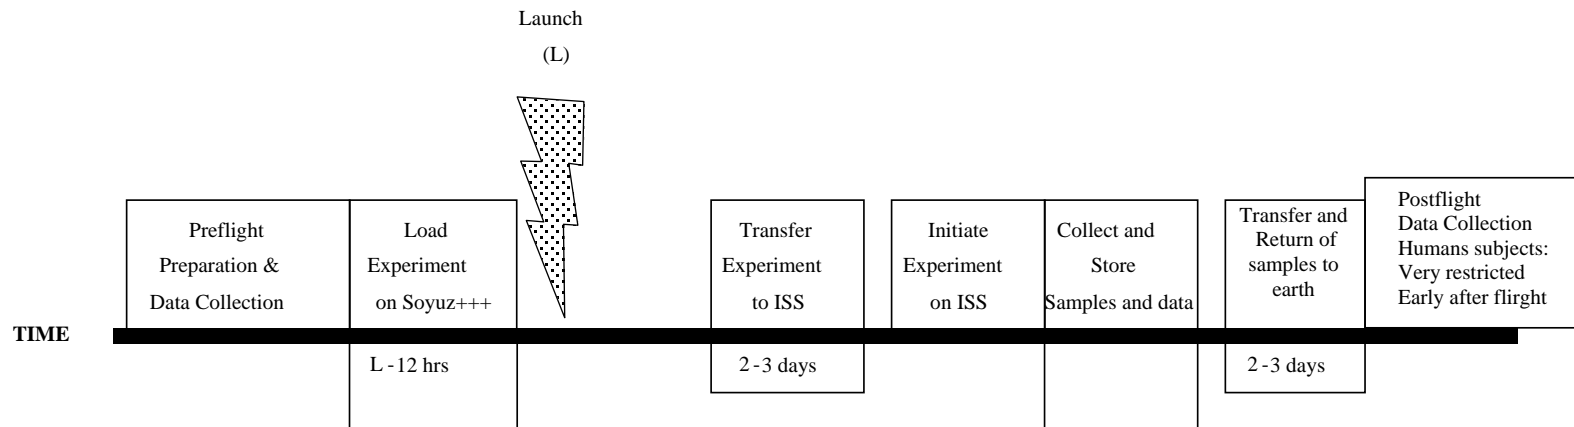 Launch
(L)
Preflight
Preparation &
Data Collection
Load
Experiment
on Soyuz+++
Transfer
Experiment
to ISS
Initiate
Experiment
on ISS
Collect and
Store
Samples and data
Transfer and
Return of
samples to
earth
Postflight
Data Collection
Humans subjects:
Very restricted
Early after flirght
TIME
L -12 hrs
2 -3 days
2 -3 days